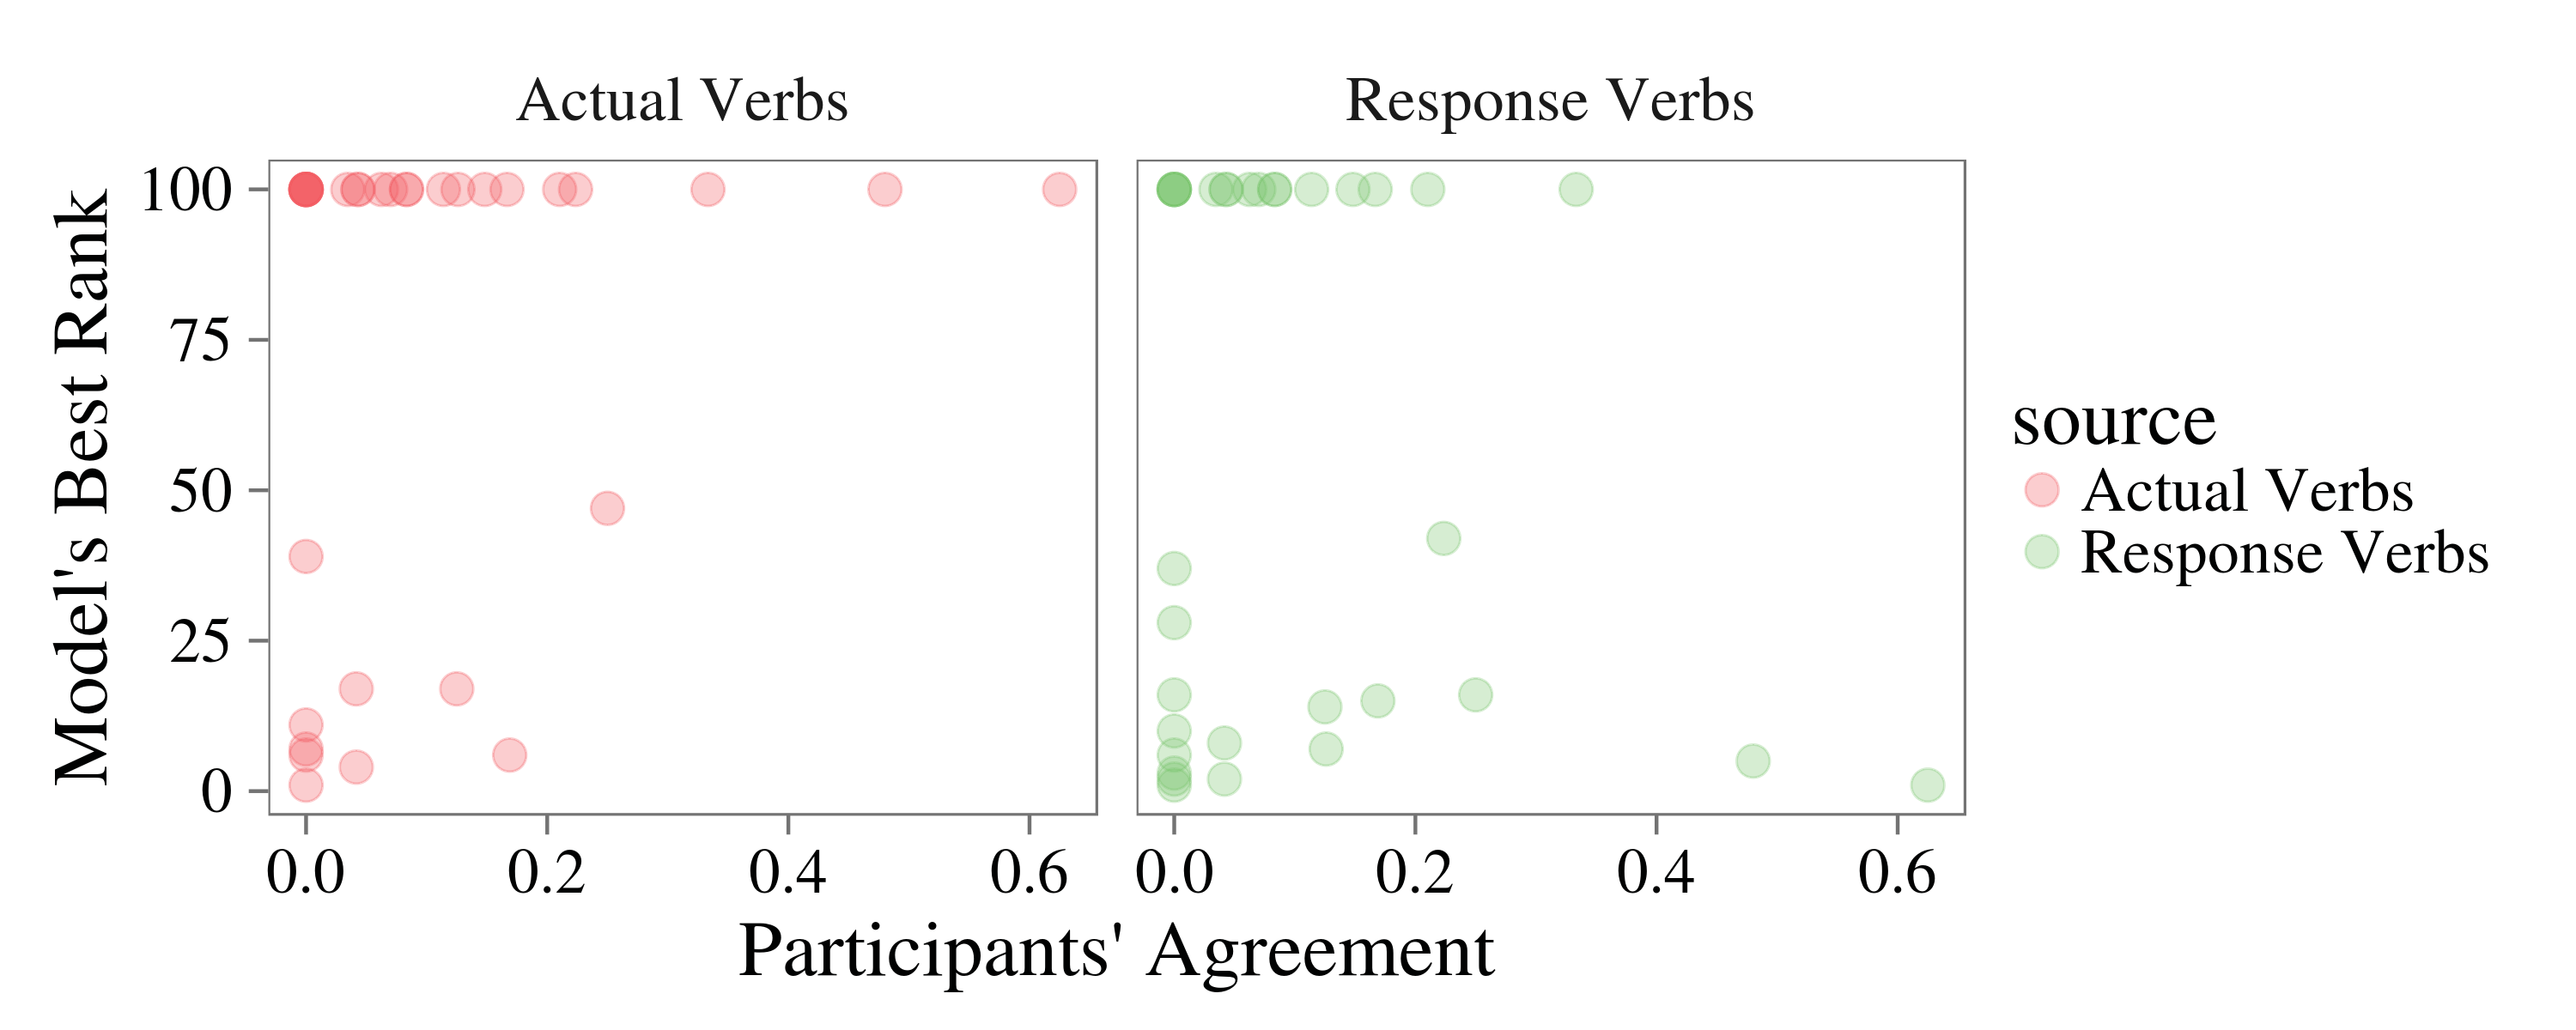 Actual Verbs
Response Verbs
Model's Best Rank
100
75
50
25
0
0.0 0.2 0.4 0.6
0.0 0.2 0.4 0.6
Participants' Agreement
source
Actual Verbs
Response Verbs